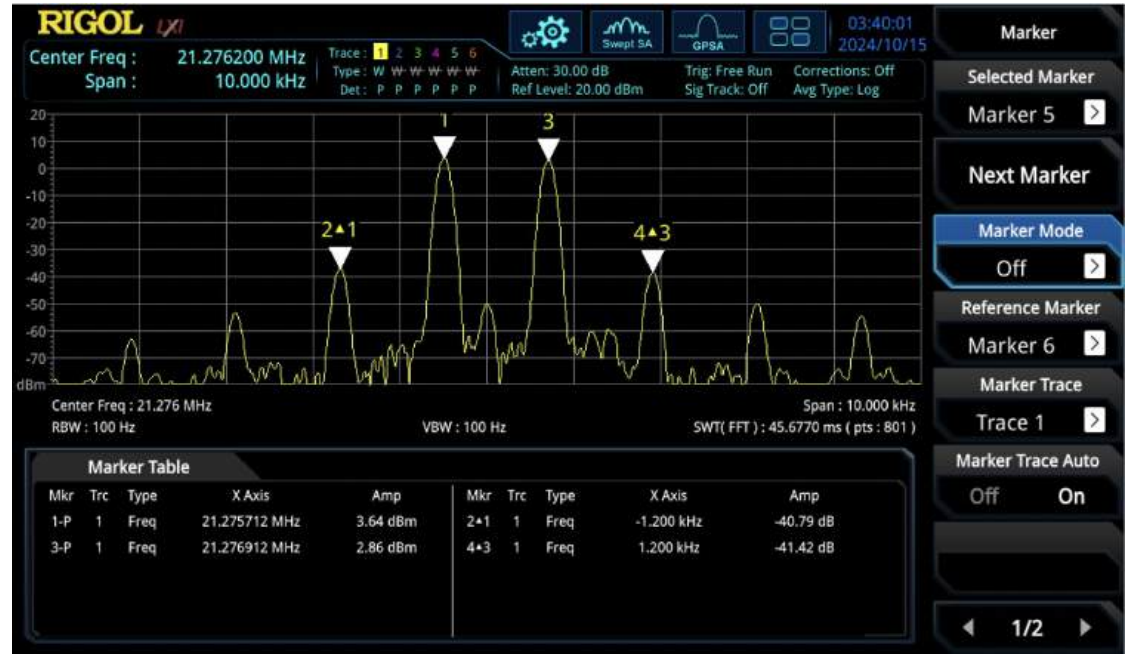 RIGOL LXI
Swept SA
GPSA
03:40:01
2024/10/15
Center Freq : 21.276200 MHz
Span : 10.000 kHz
Trace: 1 2 3 4 5 6
Type: W W W W W W
Det: P P P P P P
Atten: 30.00 dB
Ref Level: 20.00 dBm
Trig: Free Run
Sig Track: Off
Corrections: Off
Avg Type: Log
20
10
0
-10
-20
-30
-40
-50
-60
-70
dBm
1
3
2▲1
4▲3
Center Freq : 21.276 MHz
Span : 10.000 kHz
RBW : 100 Hz
VBW : 100 Hz
SWT( FFT ) : 45.6770 ms ( pts : 801 )
Marker Table
Mkr Trc Type X Axis Amp
1-P 1 Freq 21.275712 MHz 3.64 dBm
3-P 1 Freq 21.276912 MHz 2.86 dBm
Mkr Trc Type X Axis Amp
2▲1 1 Freq -1.200 kHz -40.79 dB
4▲3 1 Freq 1.200 kHz -41.42 dB
Marker
Selected Marker
Marker 5 >
Next Marker
Marker Mode
Off >
Reference Marker
Marker 6 >
Marker Trace
Trace 1 >
Marker Trace Auto
Off On
◀ 1/2 ▶